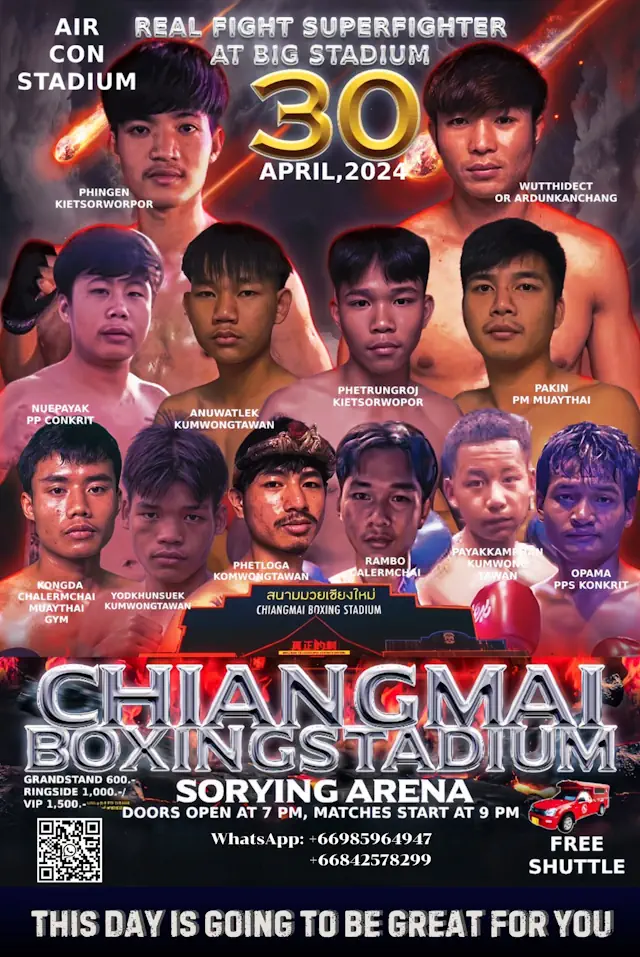 AIR
CON
STADIUM
REAL FIGHT SUPERFIGHTER
AT BIG STADIUM
30
APRIL,2024
PHINGEN
KIETSORWORPOR
WUTTHIDECT
OR ARDUNKANCHANG
NUEPAYAK
PP CONKRIT
ANUWATLEK
KUMWONGTAWAN
PHETRUNGROJ
KIETSORWOPOR
PAKIN
PM MUAYTHAI
KONGDA
CHALERMCHAI
MUAYTHAI
GYM
YODKHUNSUEK
KUMWONGTAWAN
PHETLOGA
KOMWONGTAWAN
RAMBO
CALERMCHAI
KUMWONG
TAWAN
OPAMA
PPS KONKRIT
สนามมวยเชียงใหม่
CHIANGMAI BOXING STADIUM
CHIANGMAI
BOXINGSTADIUM
GRANDSTAND 600.-
RINGSIDE 1,000.-/
VIP 1,500.-
SORYING ARENA
DOORS OPEN AT 7 PM, MATCHES START AT 9 PM
WhatsApp: +66985964947
+66842578299
FREE
SHUTTLE
THIS DAY IS GOING TO BE GREAT FOR YOU